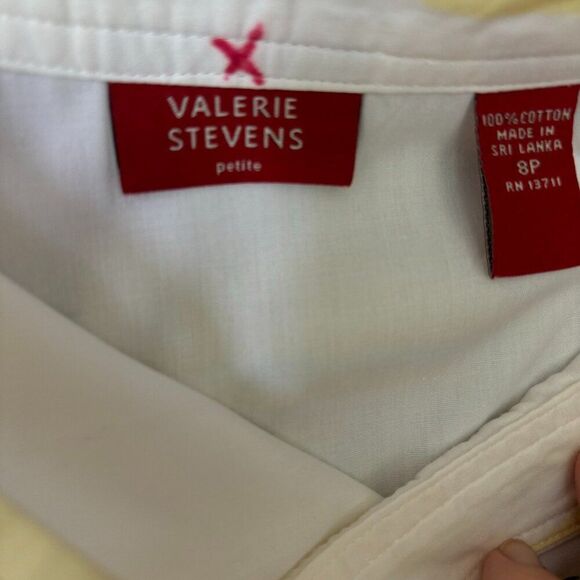 X
VALERIE
STEVENS
petite
100% COTTON
MADE IN
SRI LANKA
8P
RN 13711